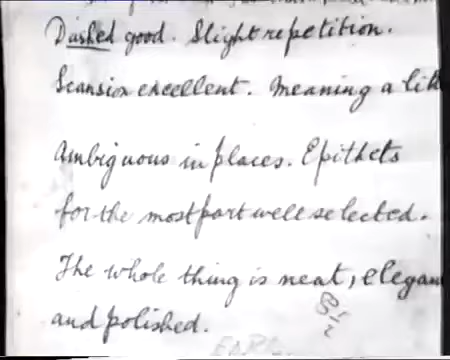 Dashed good. Slight repetition.
Scansion excellent. Meaning a litt
ambiguous in places. Epithets
for the most part well selected.
The whole thing is neat, elegan
and polished.